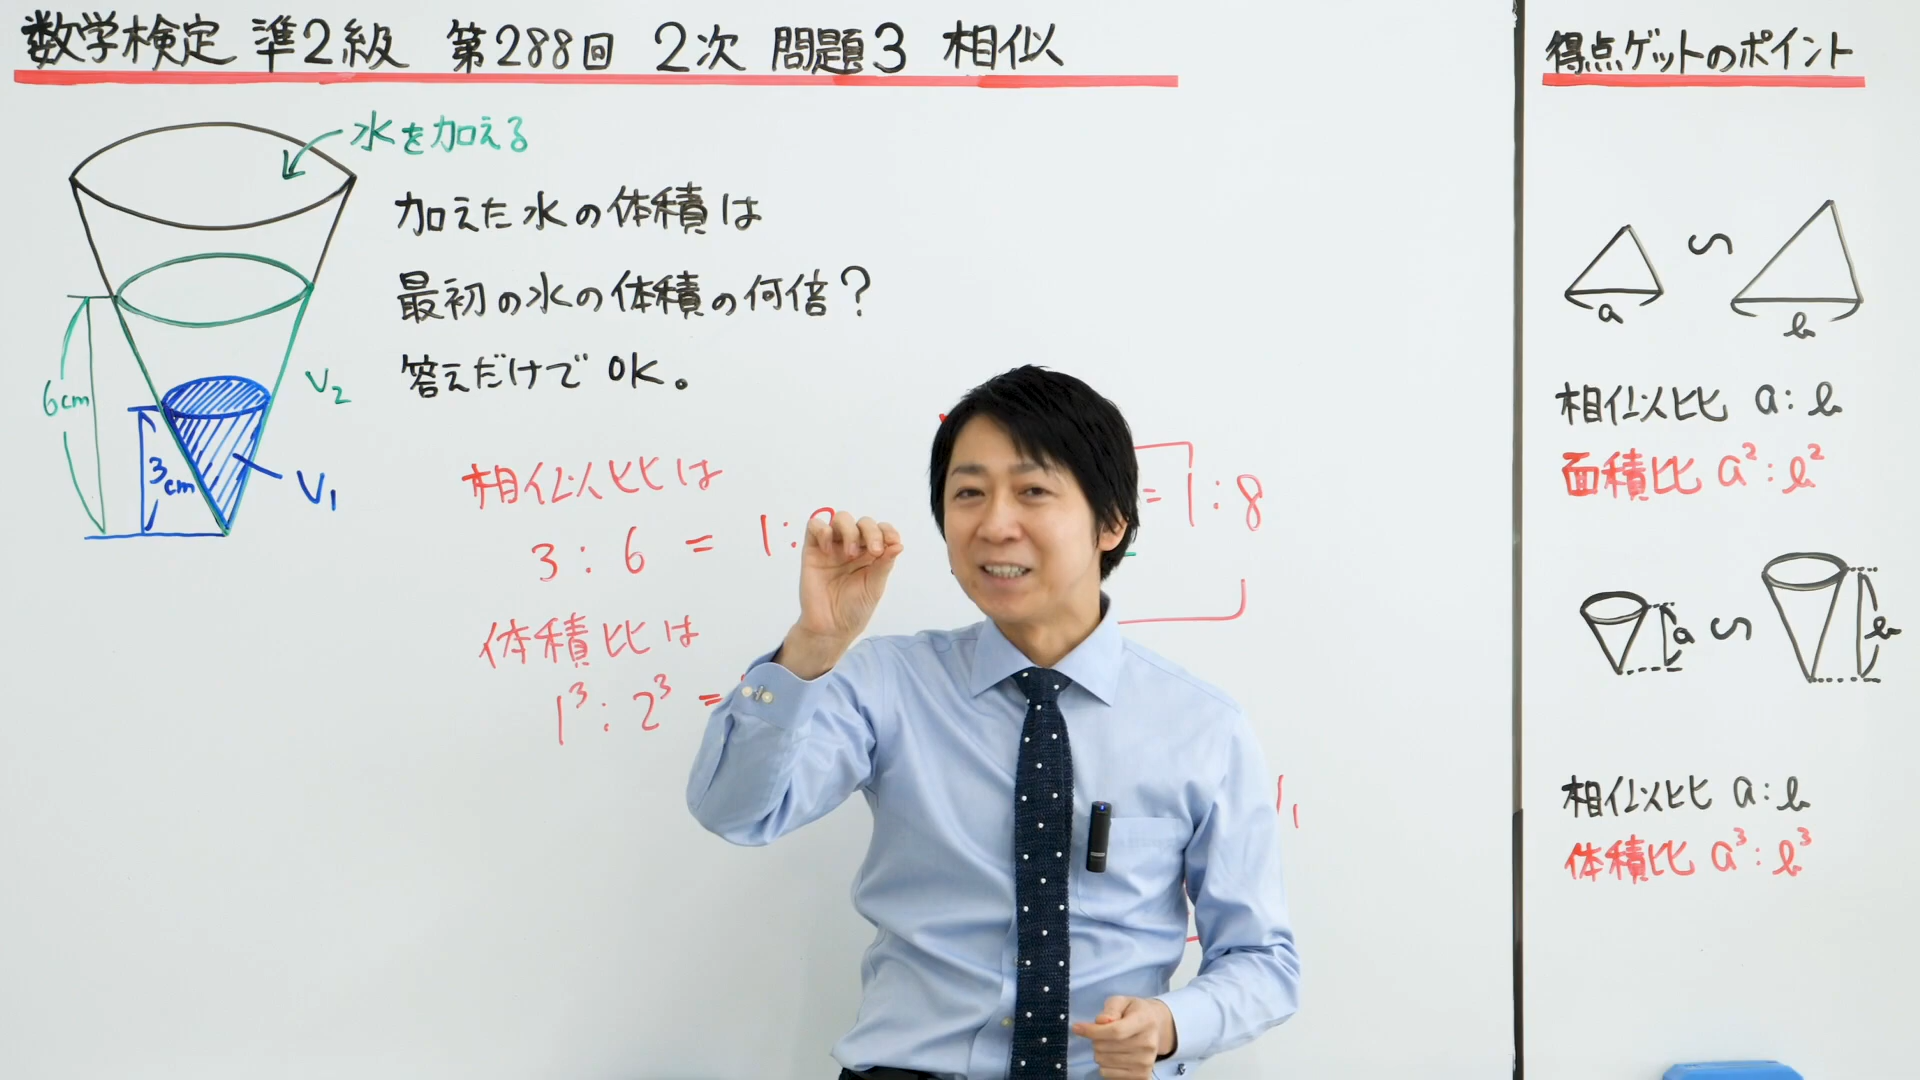 数学検定 準2級 第288回 2次 問題3 相似
水を加える
加えた水の体積は
最初の水の体積の何倍?
答えだけでOK。
6cm
3cm
V₂
V₁
相似比は
3:6 = 1:
体積比は
1³:2³ =
=1:8
得点ゲットのポイント
a ∽ b
相似比 a:b
面積比 a²:b²
a ∽ b
相似比 a:b
体積比 a³:b³